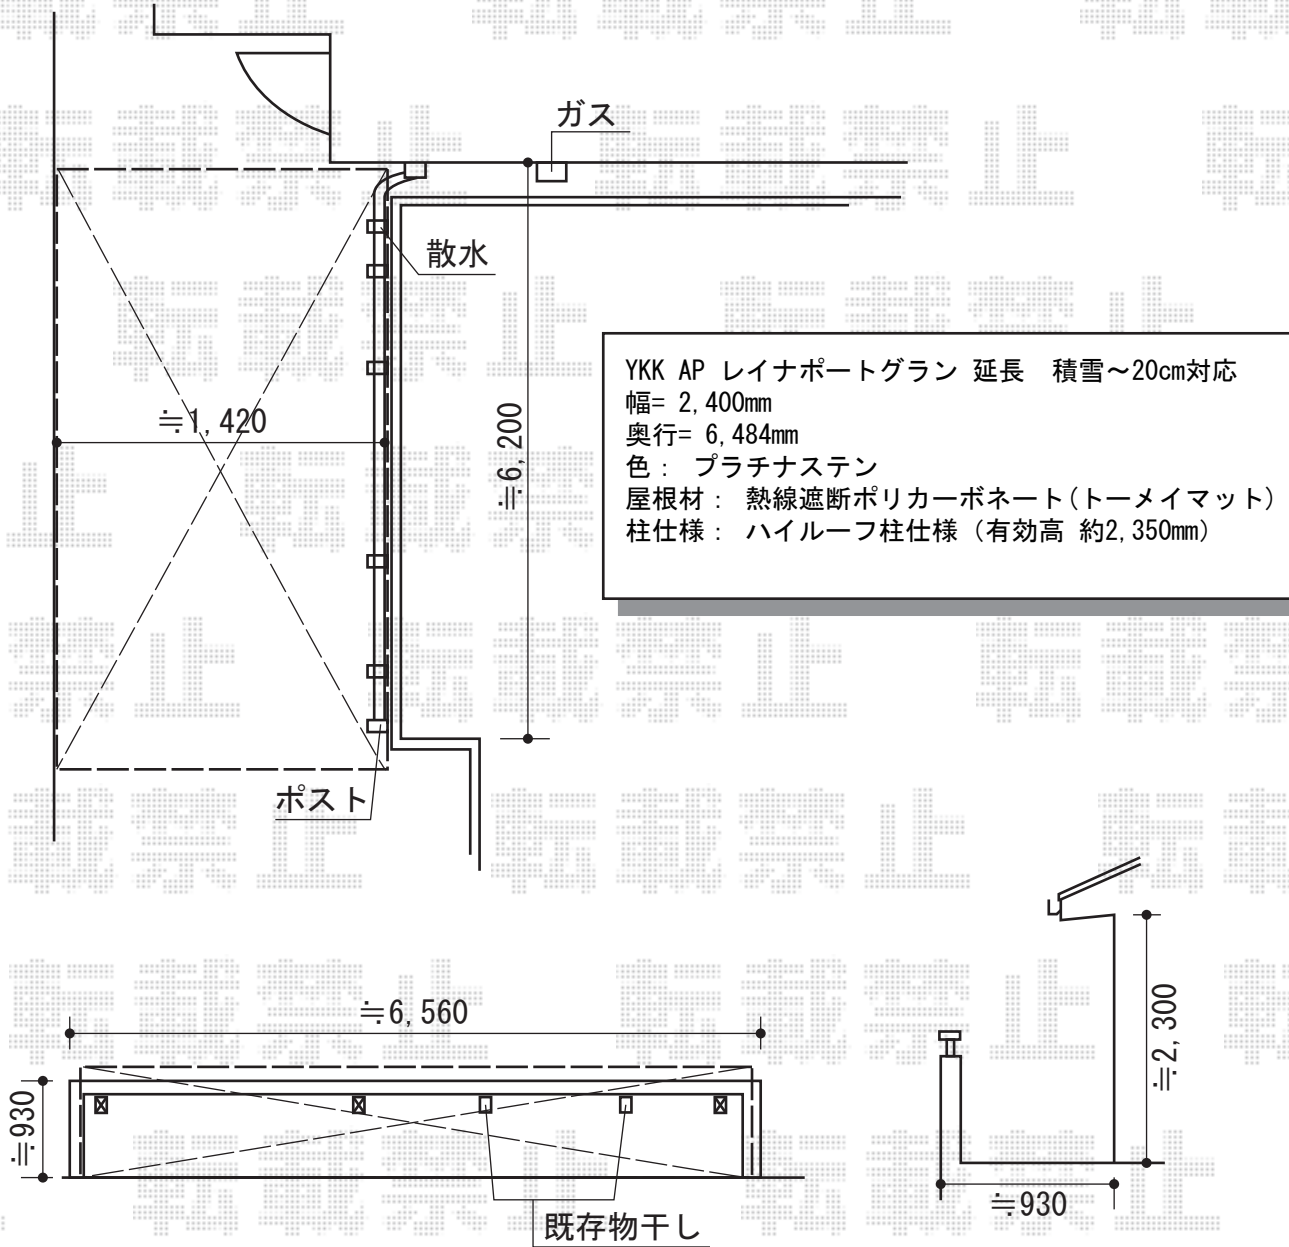 転載禁止
ガス
散水
YKK AP レイナポートグラン 延長　積雪～20cm対応
幅= 2,400mm
奥行= 6,484mm
色： プラチナステン
屋根材： 熱線遮断ポリカーボネート(トーメイマット)
柱仕様： ハイルーフ柱仕様 (有効高 約2,350mm)
≒1,420
≒6,200
ポスト
≒6,560
≒930
既存物干し
≒2,300
≒930